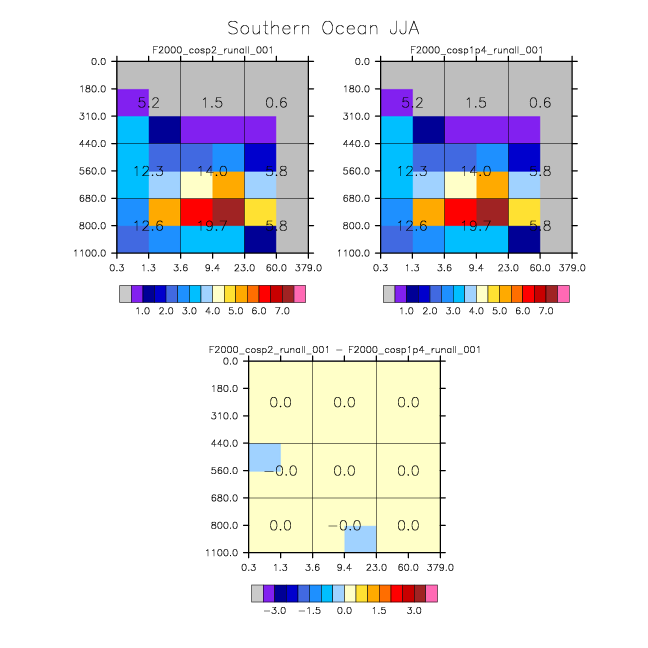 Southern Ocean JJA
F2000_cosp2_runall_001 F2000_cosp1p4_runall_001
0.0 0.0
180.0 180.0
5.2 1.5 0.6 5.2 1.5 0.6
310.0 310.0
440.0 440.0
560.0 12.3 14.0 5.8 560.0 12.3 14.0 5.8
680.0 680.0
800.0 12.6 19.7 5.8 800.0 12.6 19.7 5.8
1100.0 1100.0
0.3 1.3 3.6 9.4 23.0 60.0 379.0 0.3 1.3 3.6 9.4 23.0 60.0 379.0
1.0 2.0 3.0 4.0 5.0 6.0 7.0 1.0 2.0 3.0 4.0 5.0 6.0 7.0
F2000_cosp2_runall_001 − F2000_cosp1p4_runall_001
0.0
180.0
0.0 0.0 0.0
310.0
440.0
560.0 −0.0 0.0 0.0
680.0
800.0 0.0 −0.0 0.0
1100.0
0.3 1.3 3.6 9.4 23.0 60.0 379.0
−3.0 −1.5 0.0 1.5 3.0